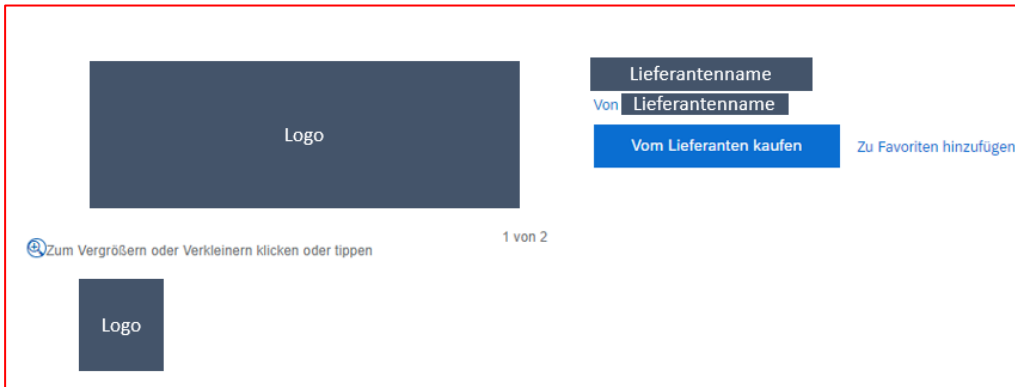 Logo
Lieferantenname
Von Lieferantenname
Vom Lieferanten kaufen
Zu Favoriten hinzufügen
1 von 2
Zum Vergrößern oder Verkleinern klicken oder tippen
Logo